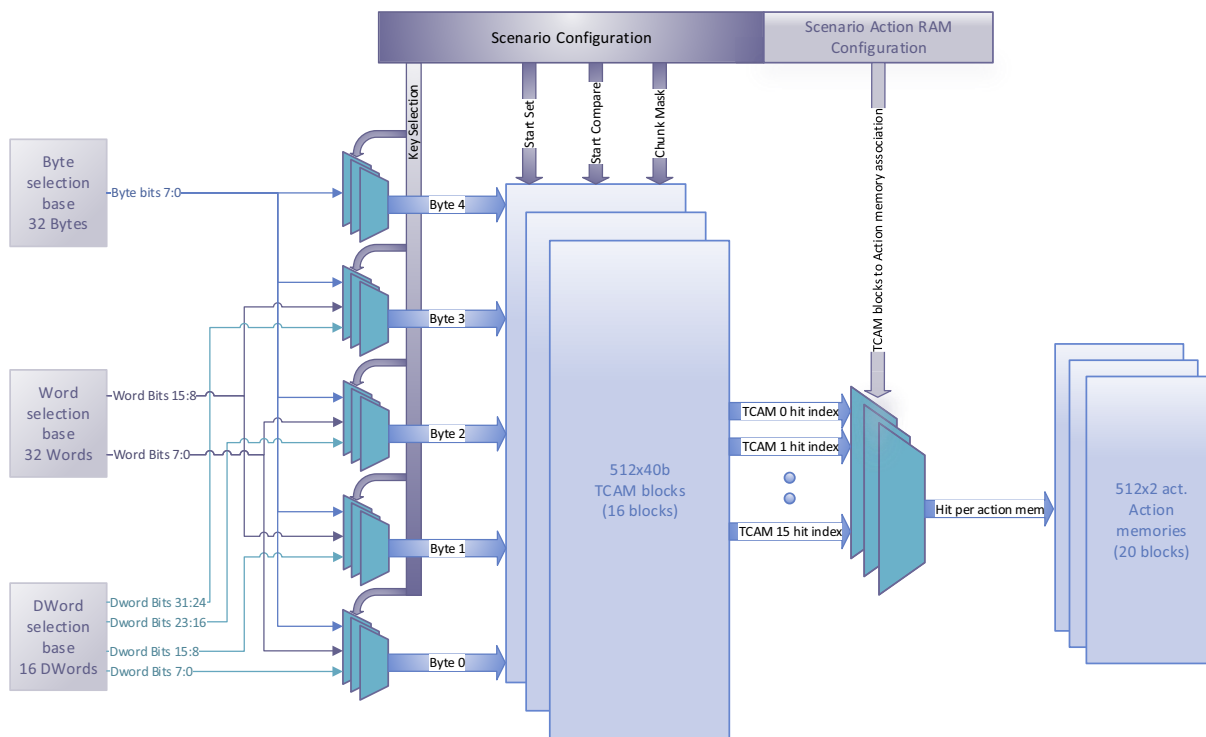 Scenario Configuration
Scenario Action RAM
Configuration
Key Selection
Start Set
Start Compare
Chunk Mask
TCAM blocks to Action memory association
Byte
selection
base
32 Bytes
Byte bits 7:0
Byte 4
Byte 3
Word
selection
base
32 Words
Word Bits 15:8
Word Bits 7:0
Byte 2
TCAM 0 hit index
TCAM 1 hit index
TCAM 15 hit index
512x40b
TCAM blocks
(16 blocks)
Hit per action mem
512x2 act.
Action
memories
(20 blocks)
Byte 1
DWord
selection
base
16 DWords
Dword Bits 31:24
Dword Bits 23:16
Dword Bits 15:8
Dword Bits 7:0
Byte 0